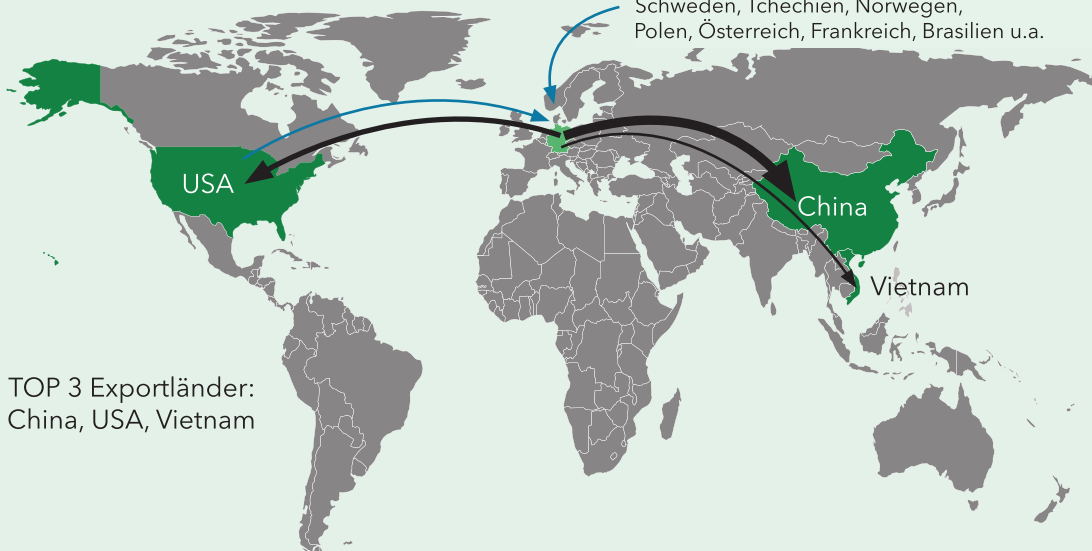 Schweden, Tchechien, Norwegen,
Polen, Österreich, Frankreich, Brasilien u.a.
USA
China
Vietnam
TOP 3 Exportländer:
China, USA, Vietnam